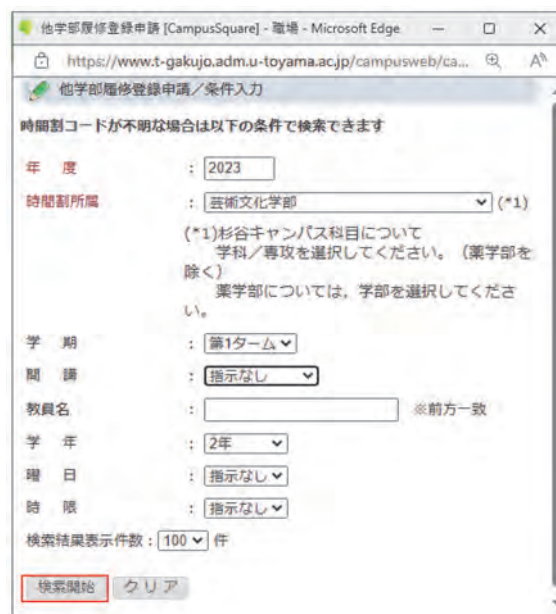 他学部履修登録申請 [CampusSquare] - 職場 - Microsoft Edge
https://www.t-gakujo.adm.u-toyama.ac.jp/campusweb/ca...
他学部履修登録申請／条件入力
時間割コードが不明な場合は以下の条件で検索できます
年 度 : 2023
時間割所属 : 芸術文化学部 (*1)
(*1)杉谷キャンパス科目について
学科／専攻を選択してください。（薬学部を
除く）
薬学部については，学部を選択してくださ
い。
学 期 : 第1ターム
開 講 : 指示なし
教員名 : ※前方一致
学 年 : 2年
曜 日 : 指示なし
時 限 : 指示なし
検索結果表示件数 : 100 件
検索開始 クリア